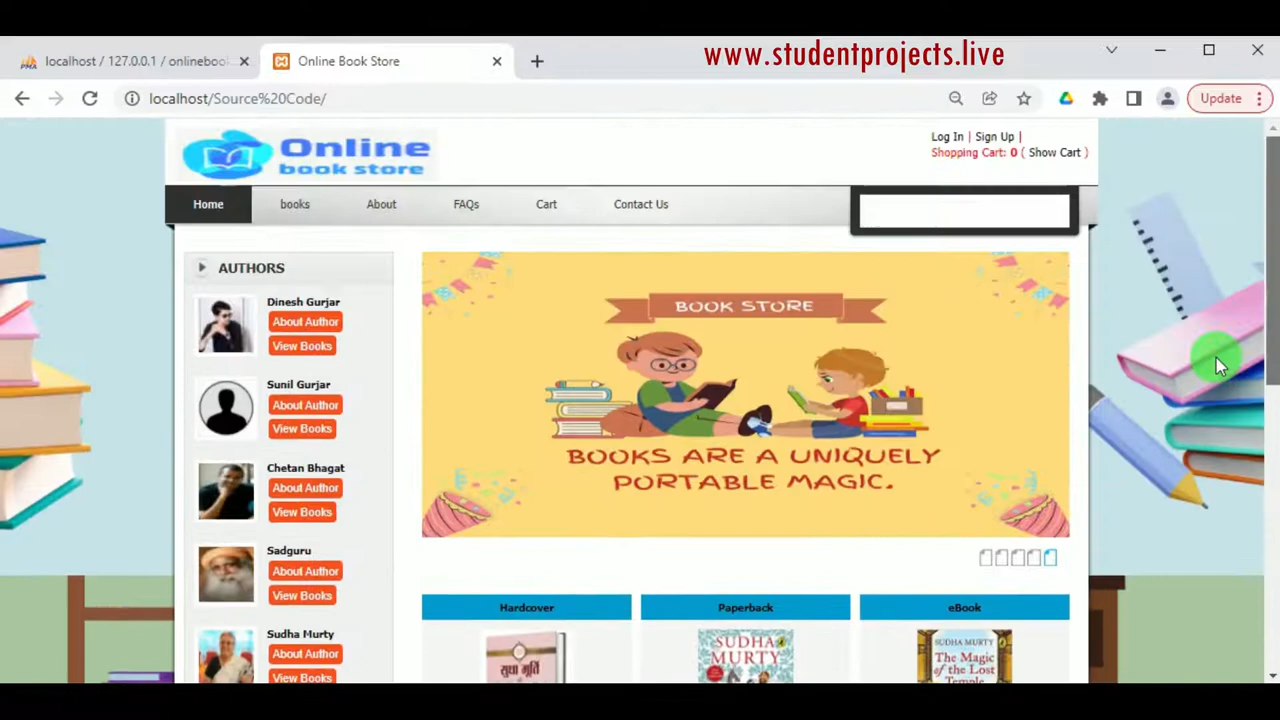 www.studentprojects.live
localhost / 127.0.0.1 / onlinebook
Online Book Store
localhost/Source%20Code/
Update
Online
book store
Log In | Sign Up |
Shopping Cart: 0 ( Show Cart )
Home
books
About
FAQs
Cart
Contact Us
AUTHORS
Dinesh Gurjar
About Author
View Books
Sunil Gurjar
About Author
View Books
Chetan Bhagat
About Author
View Books
Sadguru
About Author
View Books
Sudha Murty
About Author
View Books
BOOK STORE
BOOKS ARE A UNIQUELY
PORTABLE MAGIC.
Hardcover
Paperback
eBook
सुधा मूर्ति
SUDHA
MURTY
SUDHA MURTY
The Magic
of the Lost
Temple